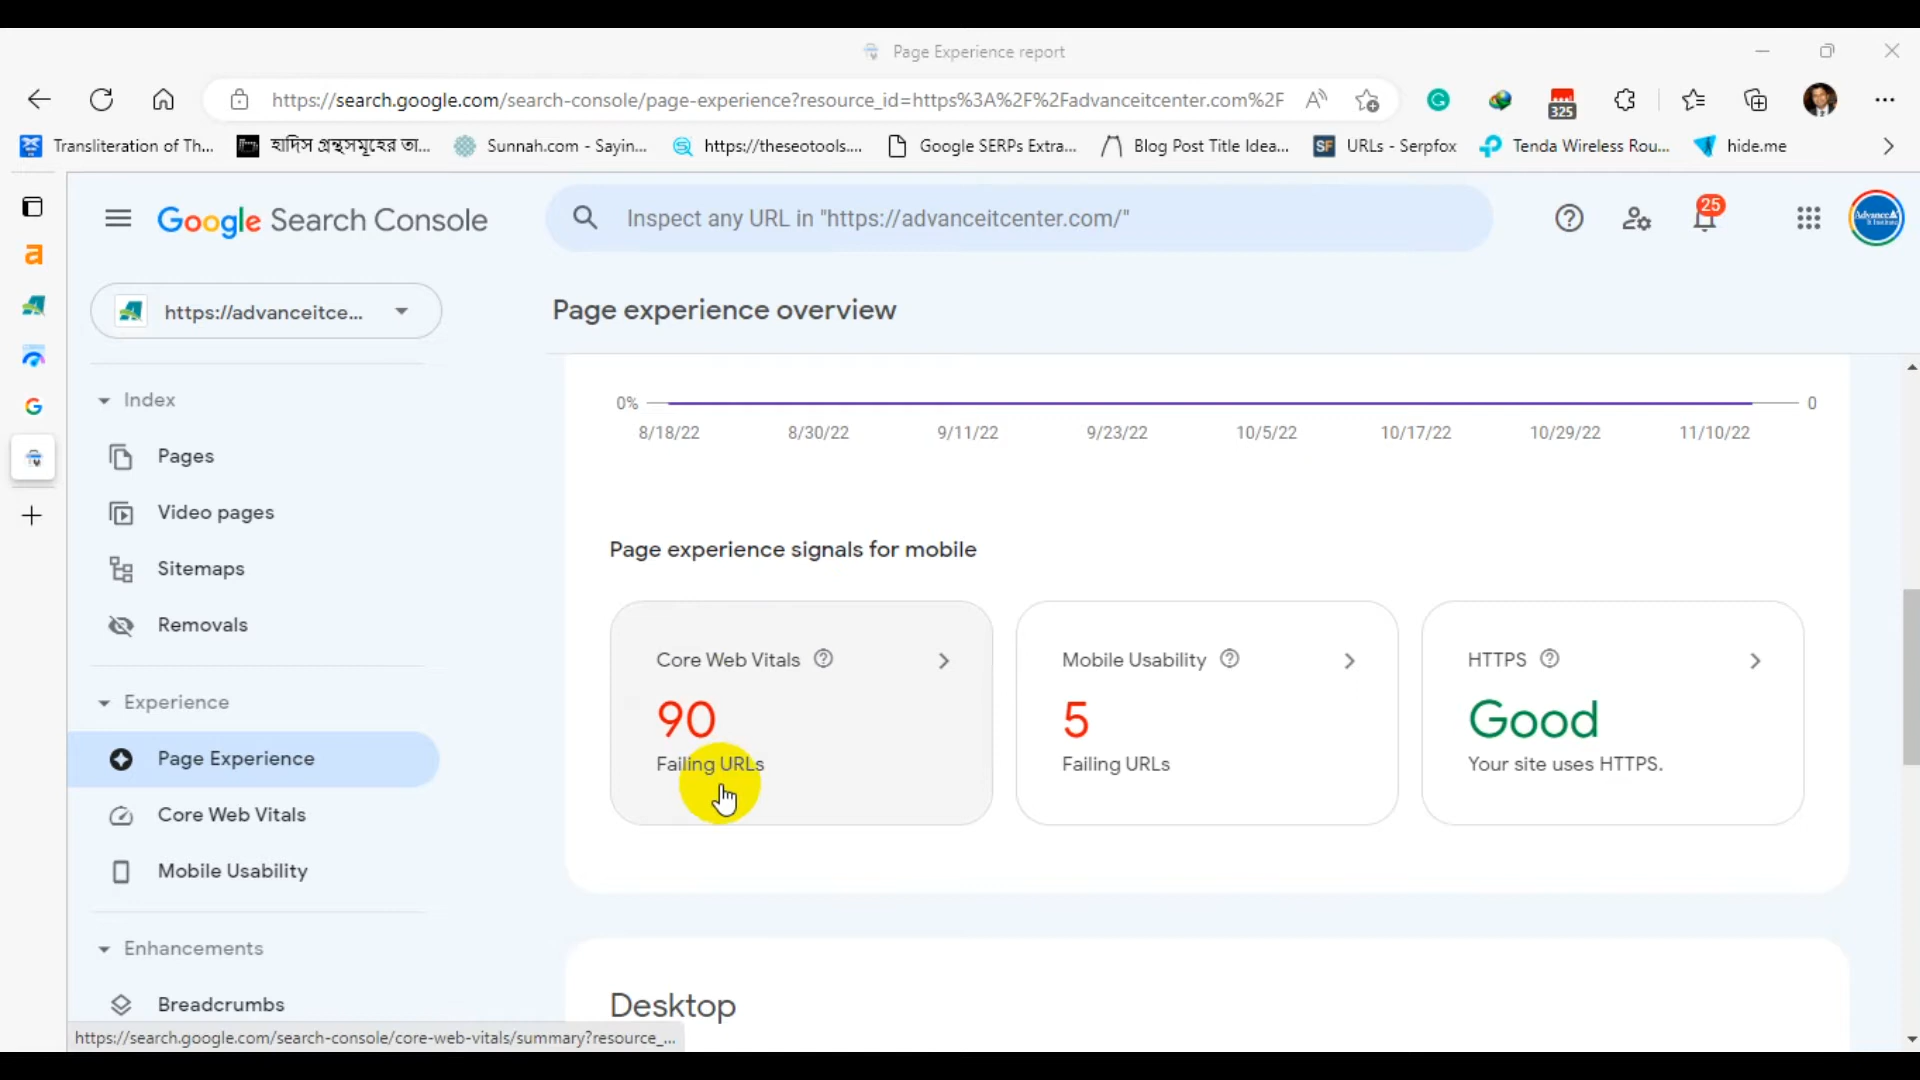 Page Experience report
https://search.google.com/search-console/page-experience?resource_id=https%3A%2F%2Fadvanceitcenter.com%2F
325
Transliteration of Th...
হাদিস গ্রন্থসমূহের তা...
Sunnah.com - Sayin...
https://theseotools....
Google SERPs Extra...
Blog Post Title Idea...
SF URLs - Serpfox
Tenda Wireless Rou...
hide.me
Google Search Console
Inspect any URL in "https://advanceitcenter.com/"
25
https://advanceitce...
Page experience overview
Index
Pages
Video pages
Sitemaps
Removals
Experience
Page Experience
Core Web Vitals
Mobile Usability
Enhancements
Breadcrumbs
0%
0
8/18/22 8/30/22 9/11/22 9/23/22 10/5/22 10/17/22 10/29/22 11/10/22
Page experience signals for mobile
Core Web Vitals
90
Failing URLs
Mobile Usability
5
Failing URLs
HTTPS
Good
Your site uses HTTPS.
Desktop
https://search.google.com/search-console/core-web-vitals/summary?resource_...